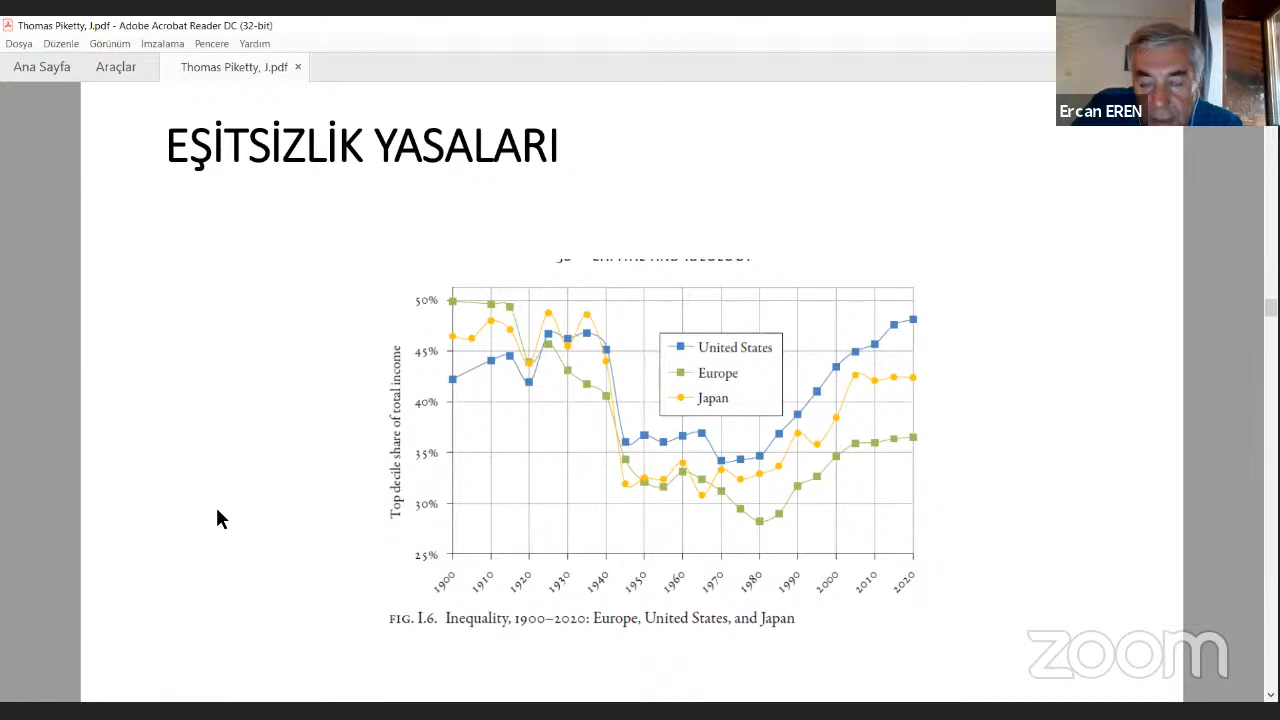 Thomas Piketty, J.pdf - Adobe Acrobat Reader DC (32-bit)
Dosya Düzenle Görünüm İmzalama Pencere Yardım
Ana Sayfa Araçlar Thomas Piketty, J.pdf ×
Ercan EREN
EŞİTSİZLİK YASALARI
50%
45%
40%
35%
30%
25%
Top decile share of total income
United States
Europe
Japan
1900 1910 1920 1930 1940 1950 1960 1970 1980 1990 2000 2010 2020
FIG. I.6. Inequality, 1900–2020: Europe, United States, and Japan
zoom